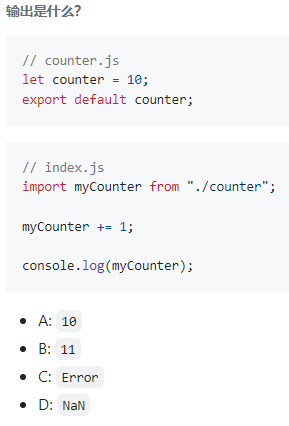 输出是什么?
// counter.js
let counter = 10;
export default counter;
// index.js
import myCounter from "./counter";
myCounter += 1;
console.log(myCounter);
A: 10
B: 11
C: Error
D: NaN